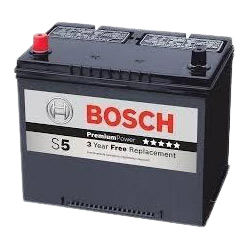 BOSCH
S5
PremiumPower ★★★★★
3 Year Free Replacement